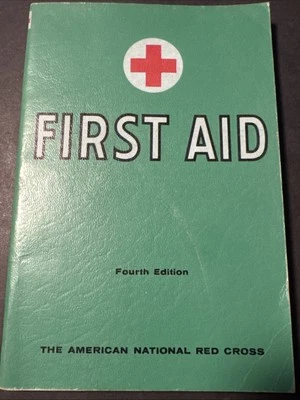 FIRST AID
Fourth Edition
THE AMERICAN NATIONAL RED CROSS